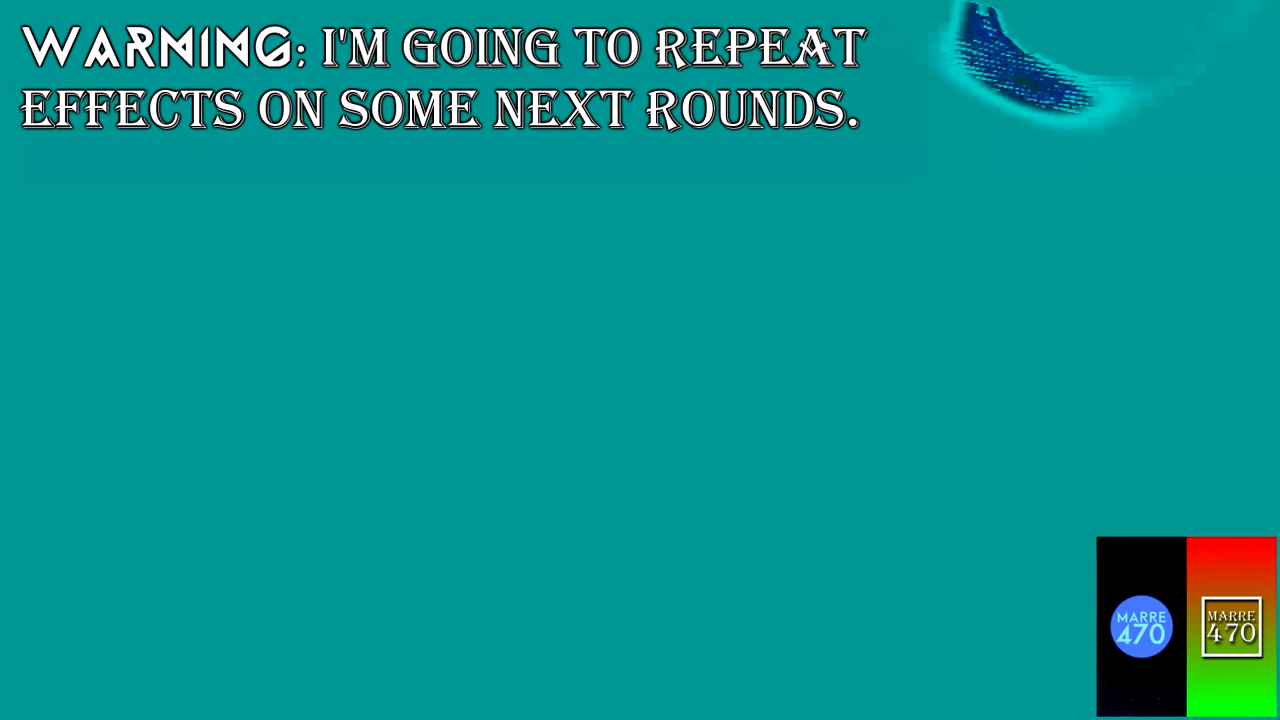 WARNING: I'M GOING TO REPEAT
EFFECTS ON SOME NEXT ROUNDS.
MARRE
470
MARRE
470